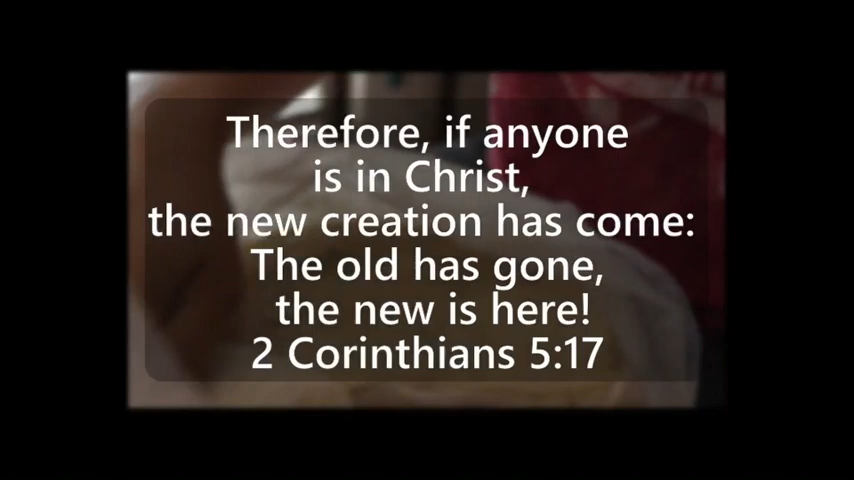 Therefore, if anyone
is in Christ,
the new creation has come:
The old has gone,
the new is here!
2 Corinthians 5:17